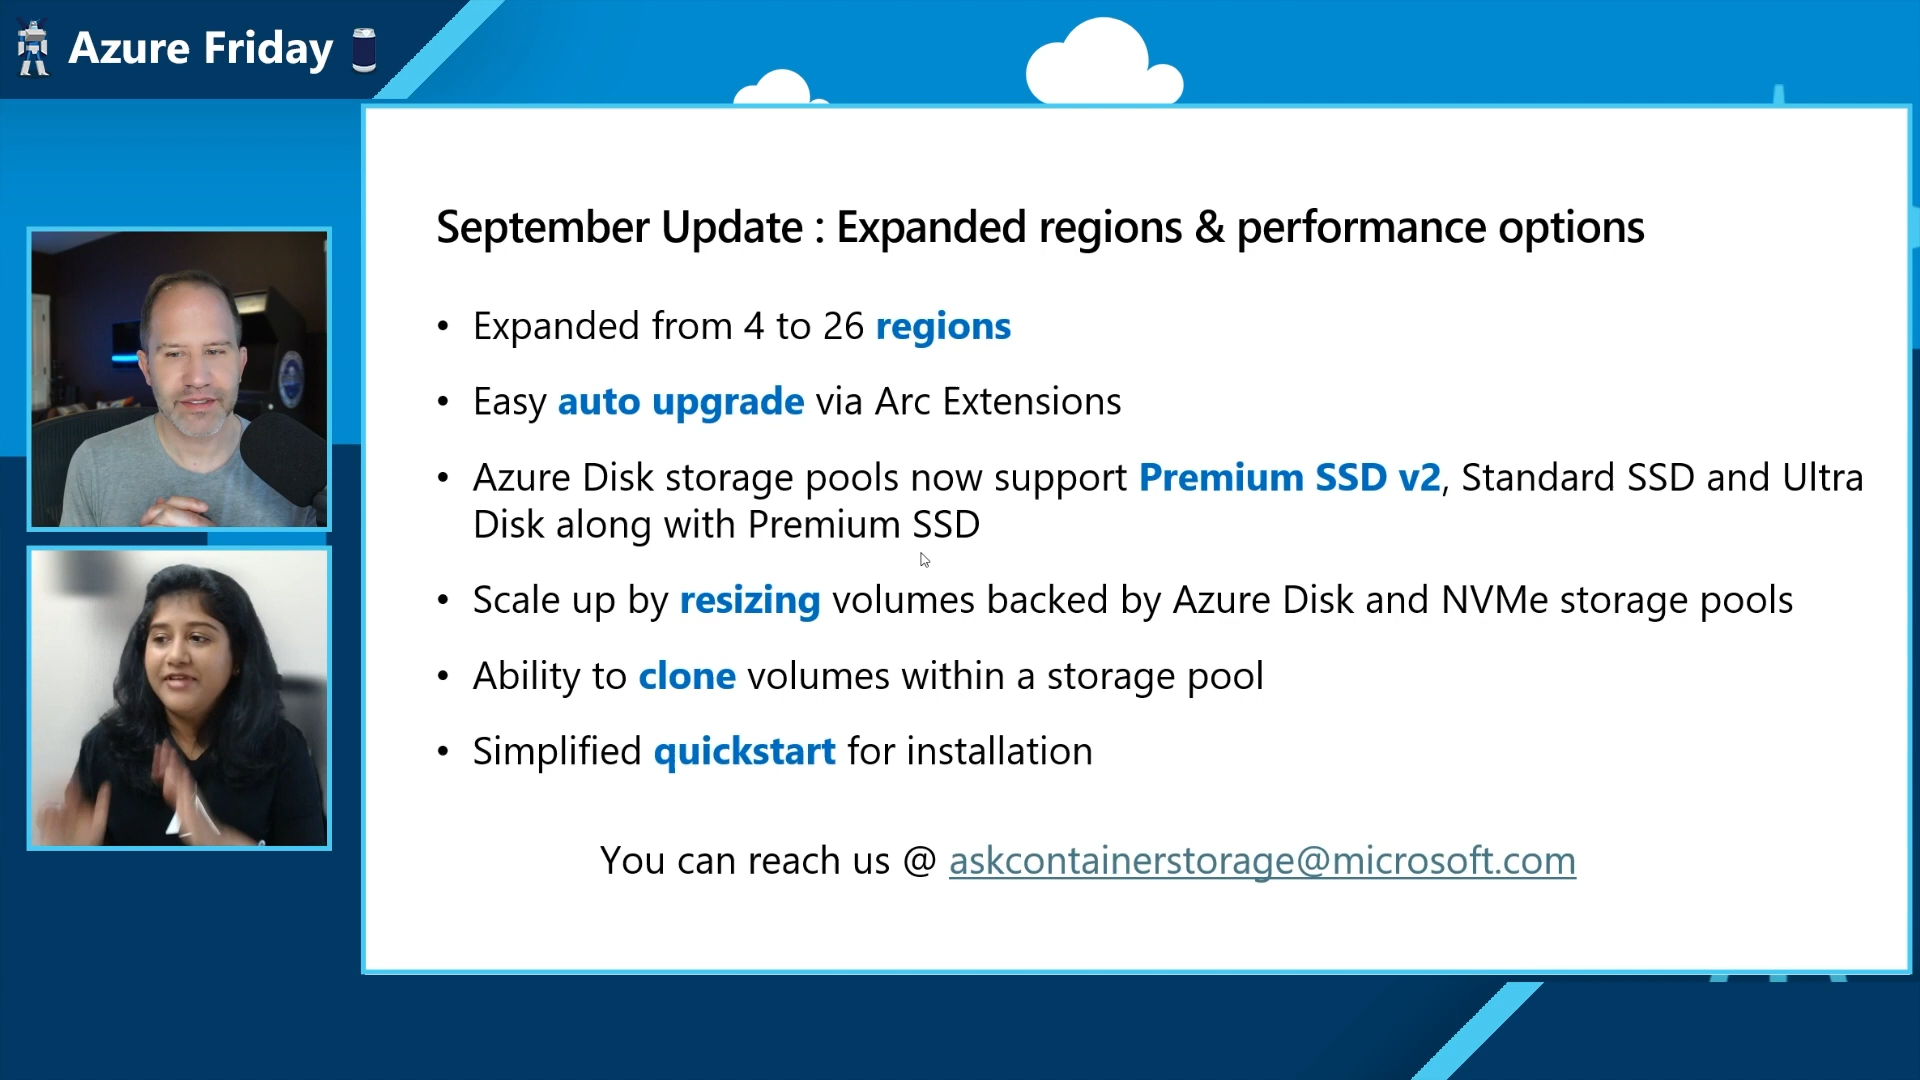 Azure Friday
September Update : Expanded regions & performance options
• Expanded from 4 to 26 regions
• Easy auto upgrade via Arc Extensions
• Azure Disk storage pools now support Premium SSD v2, Standard SSD and Ultra
Disk along with Premium SSD
• Scale up by resizing volumes backed by Azure Disk and NVMe storage pools
• Ability to clone volumes within a storage pool
• Simplified quickstart for installation
You can reach us @ askcontainerstorage@microsoft.com